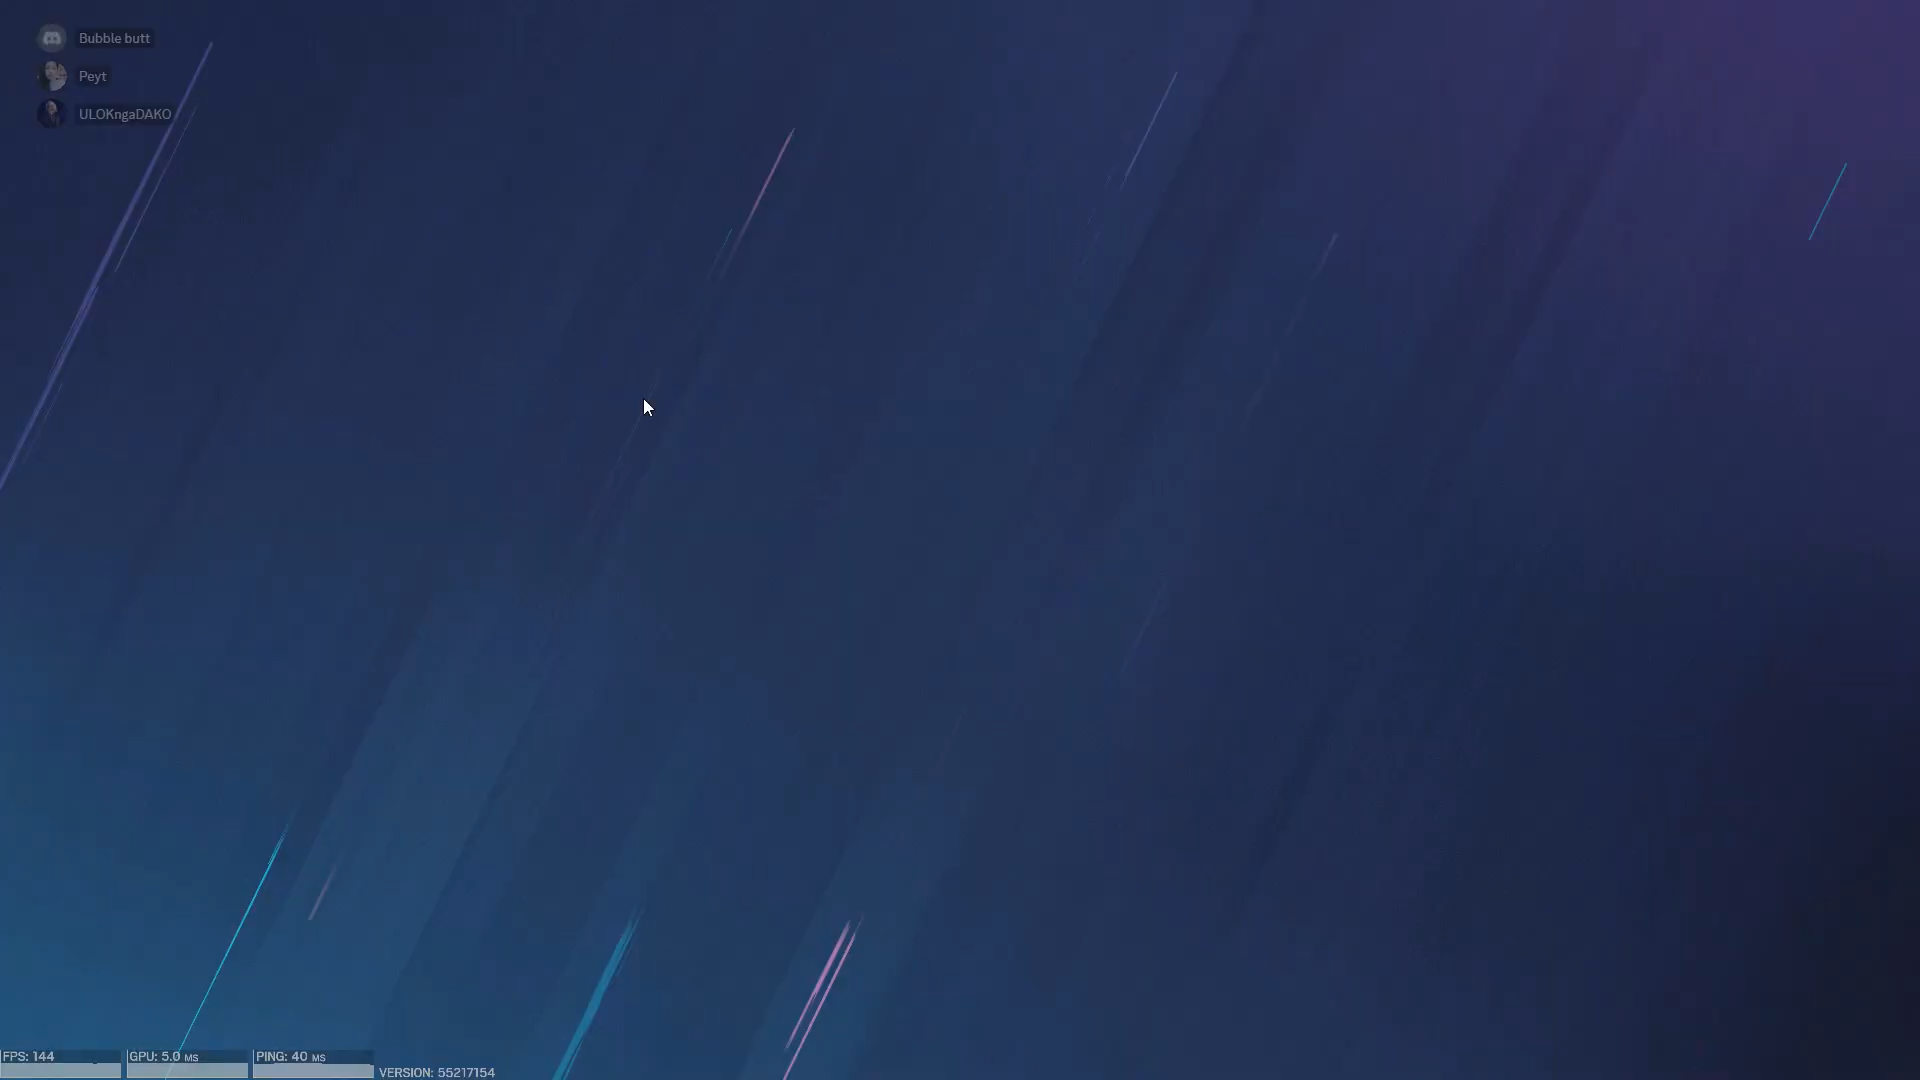 Bubble butt
Peyt
ULOKngaDAKO
FPS: 144 GPU: 5.0 MS PING: 40 MS
VERSION: 55217154